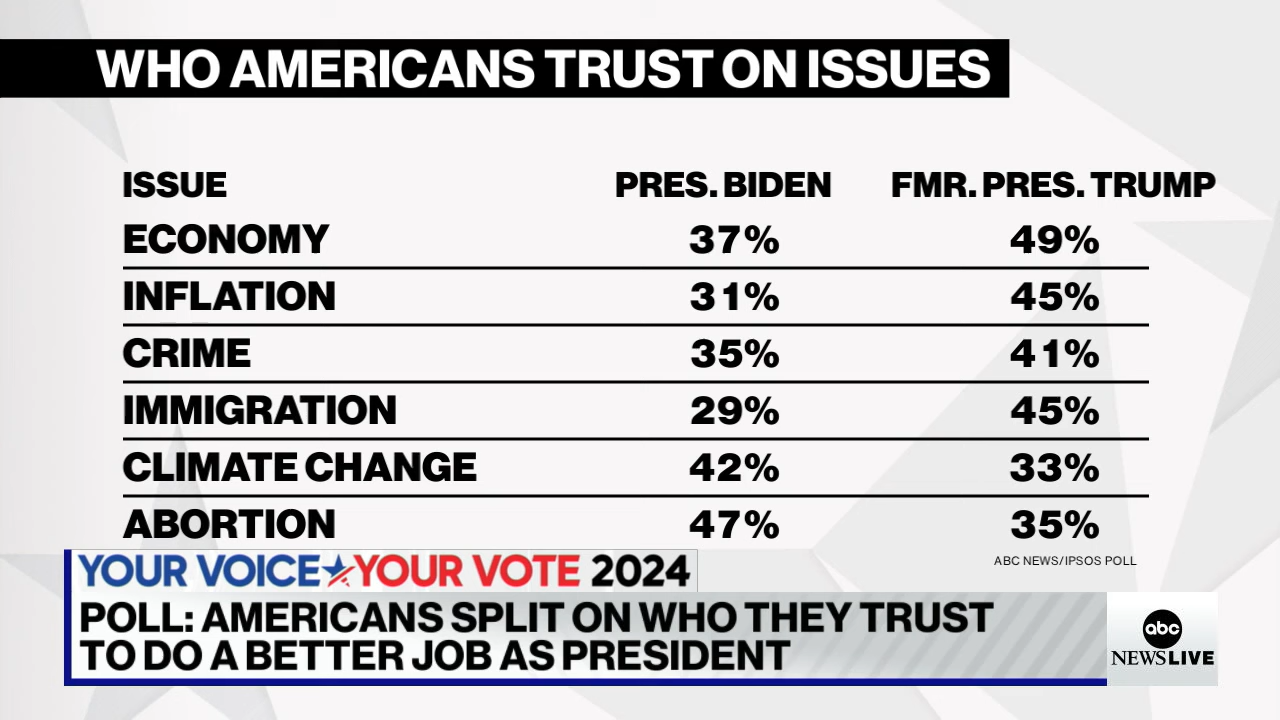 WHO AMERICANS TRUST ON ISSUES
ISSUE PRES. BIDEN FMR. PRES. TRUMP
ECONOMY 37% 49%
INFLATION 31% 45%
CRIME 35% 41%
IMMIGRATION 29% 45%
CLIMATE CHANGE 42% 33%
ABORTION 47% 35%
ABC NEWS/IPSOS POLL
YOUR VOICE YOUR VOTE 2024
POLL: AMERICANS SPLIT ON WHO THEY TRUST
TO DO A BETTER JOB AS PRESIDENT
abc
NEWS LIVE